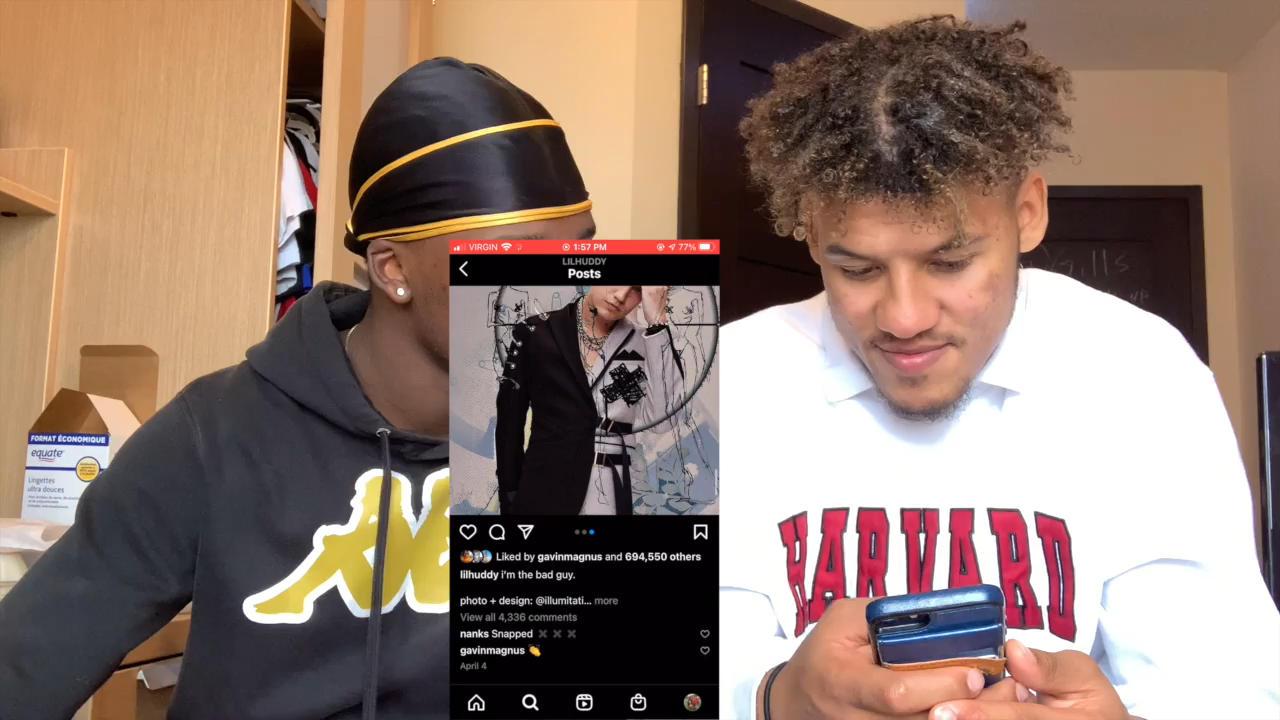 FORMAT ÉCONOMIQUE
equate
Lingettes
ultra douces
VIRGIN
1:57 PM
77%
LILHUDDY
Posts
Liked by gavinmagnus and 694,550 others
lilhuddy i'm the bad guy.
photo + design: @illumitati... more
View all 4,336 comments
nanks Snapped ✖️ ✖️ ✖️
gavinmagnus 👏
April 4
HARVARD